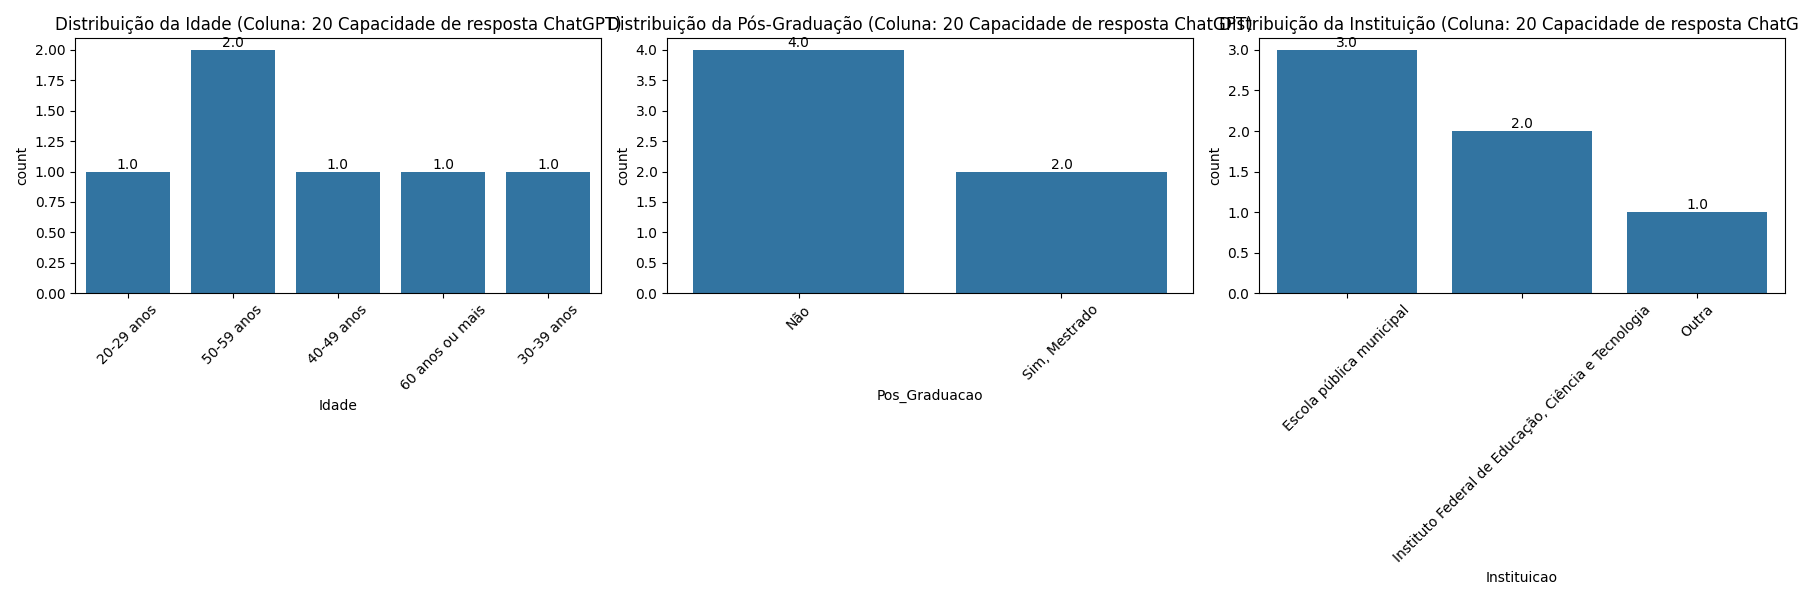 Distribuição da Idade (Coluna: 20 Capacidade de resposta ChatGPT)
2.00
1.75
1.50
1.25
1.00
0.75
0.50
0.25
0.00
count
1.0
2.0
1.0
1.0
1.0
20-29 anos
50-59 anos
40-49 anos
60 anos ou mais
30-39 anos
Idade
Distribuição da Pós-Graduação (Coluna: 20 Capacidade de resposta ChatGPT)
4.0
3.5
3.0
2.5
2.0
1.5
1.0
0.5
0.0
count
4.0
2.0
Não
Sim, Mestrado
Pos_Graduacao
Distribuição da Instituição (Coluna: 20 Capacidade de resposta ChatG
3.0
2.5
2.0
1.5
1.0
0.5
0.0
count
3.0
2.0
1.0
Escola pública municipal
Instituto Federal de Educação, Ciência e Tecnologia
Outra
Instituicao